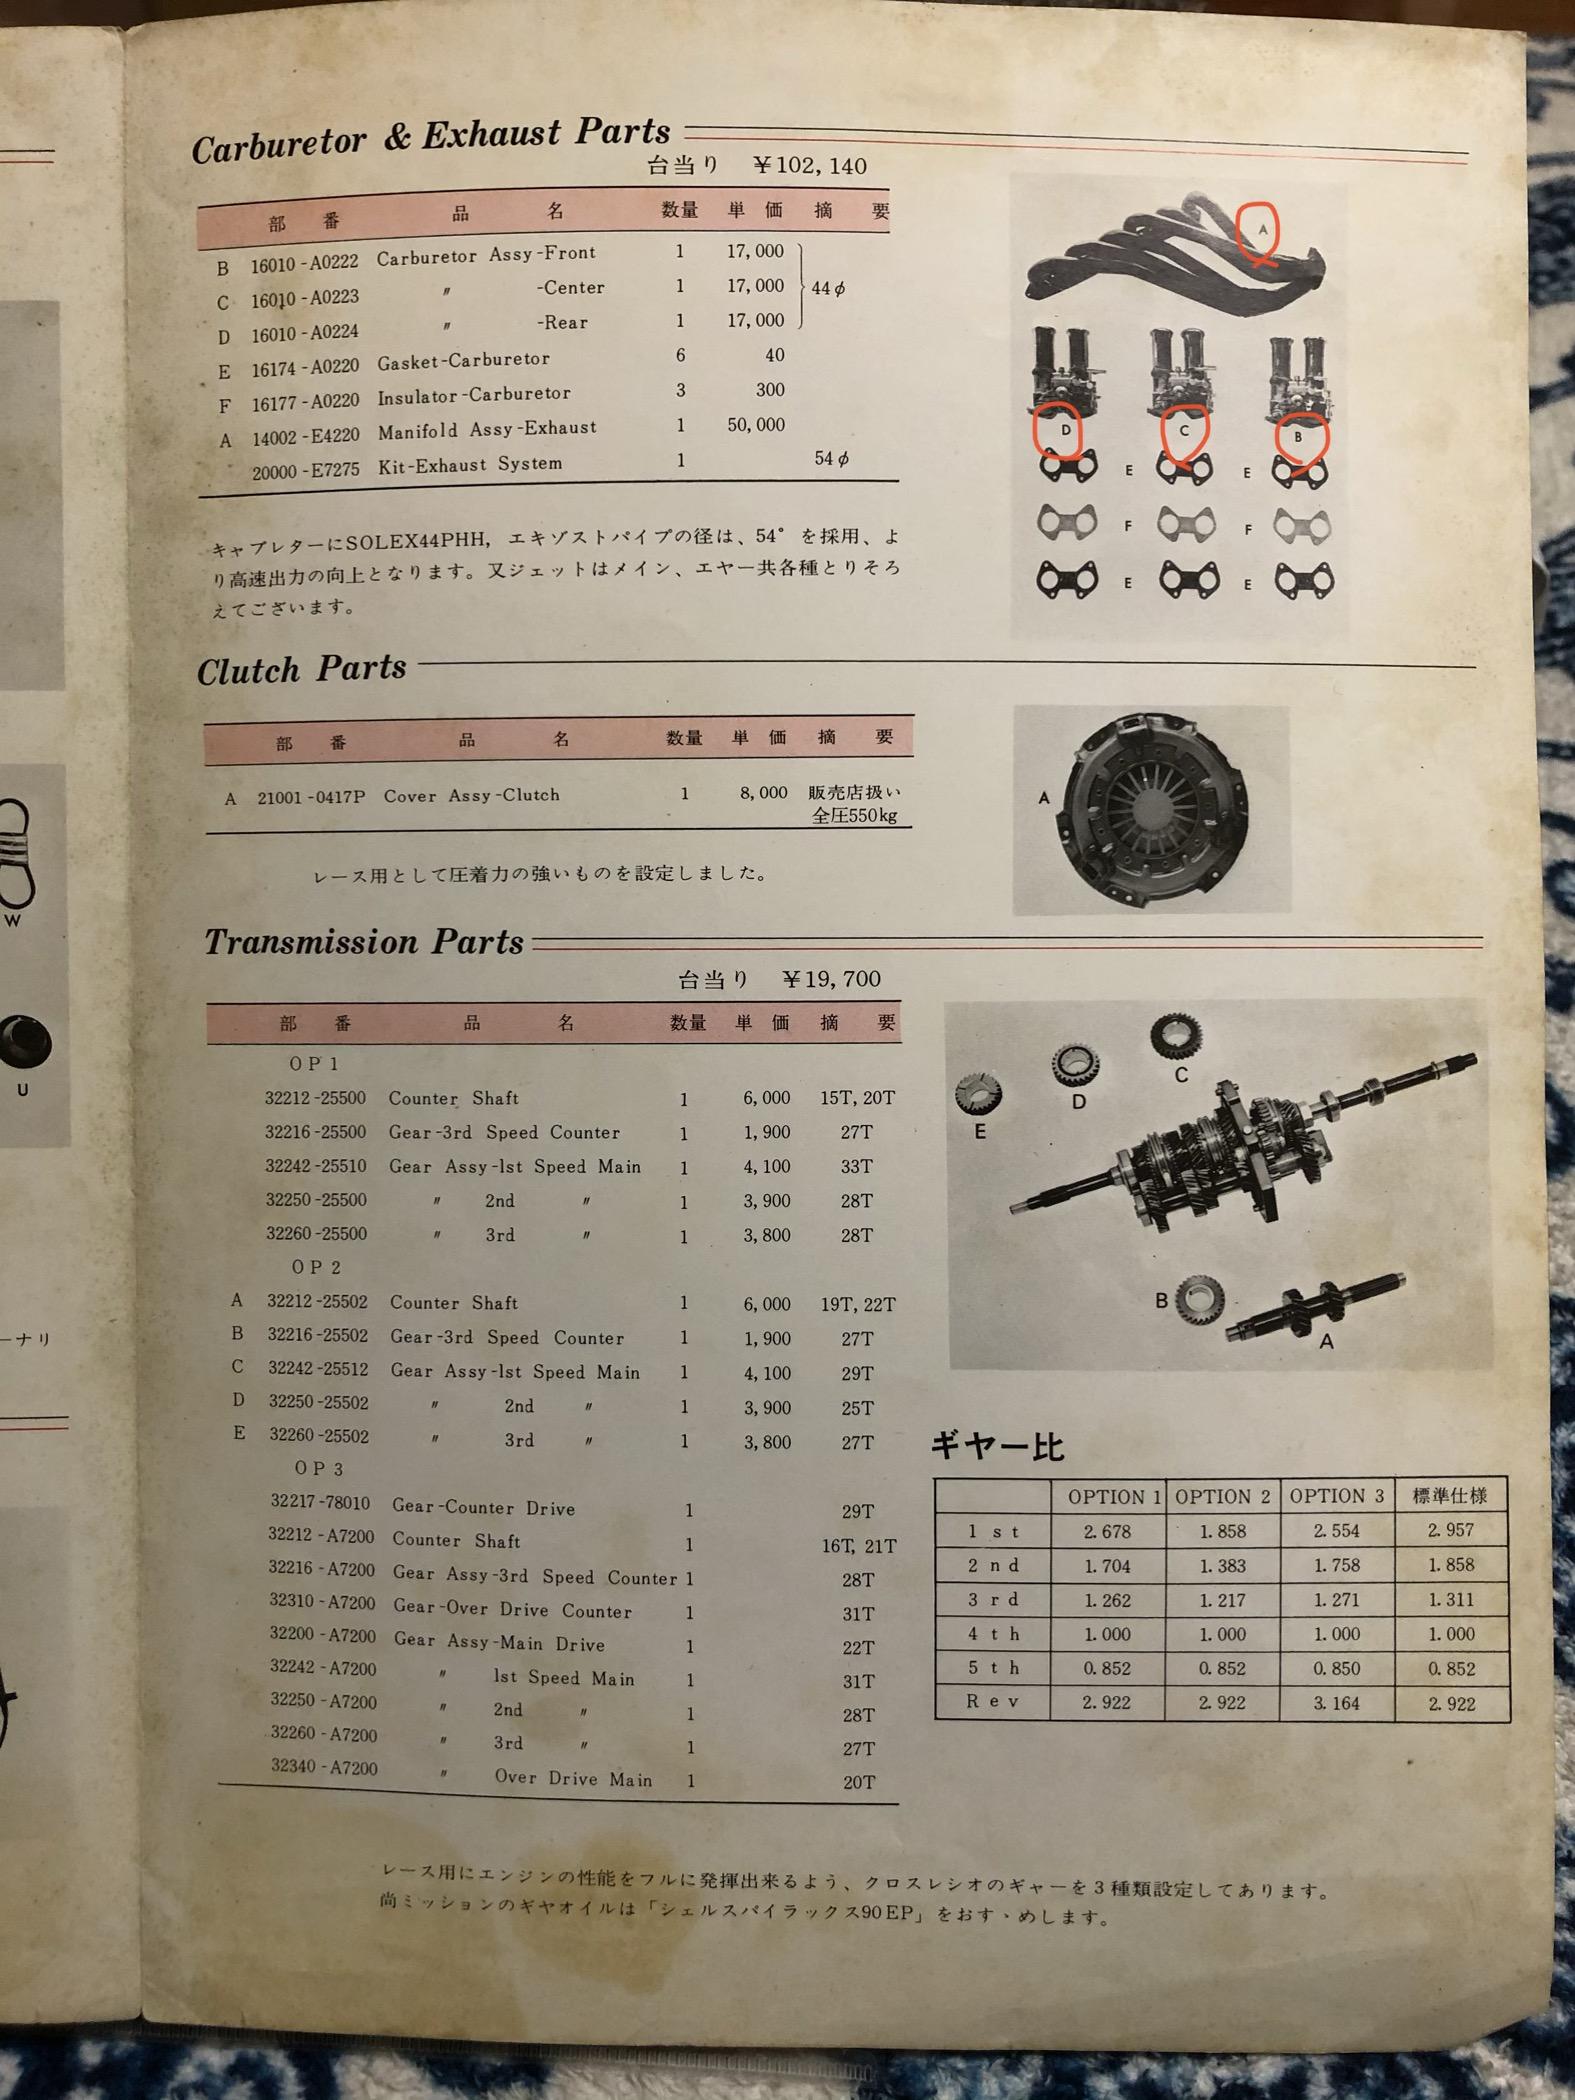 Carburetor & Exhaust Parts
台当り ￥102,140
部 番 品 名 数量 単 価 摘 要
B 16010-A0222 Carburetor Assy-Front 1 17,000
C 16010-A0223 〃 -Center 1 17,000 44φ
D 16010-A0224 〃 -Rear 1 17,000
E 16174-A0220 Gasket-Carburetor 6 40
F 16177-A0220 Insulator-Carburetor 3 300
A 14002-E4220 Manifold Assy-Exhaust 1 50,000
20000-E7275 Kit-Exhaust System 1 54φ
キャブレターにSOLEX44PHH, エキゾストパイプの径は、54°を採用、よ
り高速出力の向上となります。又ジェットはメイン、エヤー共各種とりそろ
えてございます。
A
D C B
E E
F F
E E
Clutch Parts
部 番 品 名 数量 単 価 摘 要
A 21001-0417P Cover Assy-Clutch 1 8,000 販売店扱い
全圧550kg
レース用として圧着力の強いものを設定しました。
A
W
U
ーナリ
Transmission Parts
台当り ￥19,700
部 番 品 名 数量 単 価 摘 要
OP1
32212-25500 Counter Shaft 1 6,000 15T, 20T
32216-25500 Gear-3rd Speed Counter 1 1,900 27T
32242-25510 Gear Assy-1st Speed Main 1 4,100 33T
32250-25500 〃 2nd 〃 1 3,900 28T
32260-25500 〃 3rd 〃 1 3,800 28T
OP2
A 32212-25502 Counter Shaft 1 6,000 19T, 22T
B 32216-25502 Gear-3rd Speed Counter 1 1,900 27T
C 32242-25512 Gear Assy-1st Speed Main 1 4,100 29T
D 32250-25502 〃 2nd 〃 1 3,900 25T
E 32260-25502 〃 3rd 〃 1 3,800 27T
OP3
32217-78010 Gear-Counter Drive 1 29T
32212-A7200 Counter Shaft 1 16T, 21T
32216-A7200 Gear Assy-3rd Speed Counter 1 28T
32310-A7200 Gear-Over Drive Counter 1 31T
32200-A7200 Gear Assy-Main Drive 1 22T
32242-A7200 〃 1st Speed Main 1 31T
32250-A7200 〃 2nd 〃 1 28T
32260-A7200 〃 3rd 〃 1 27T
32340-A7200 〃 Over Drive Main 1 20T
C
D
E
B
A
ギヤー比
OPTION 1 OPTION 2 OPTION 3 標準仕様
1st 2.678 1.858 2.554 2.957
2nd 1.704 1.383 1.758 1.858
3rd 1.262 1.217 1.271 1.311
4th 1.000 1.000 1.000 1.000
5th 0.852 0.852 0.850 0.852
Rev 2.922 2.922 3.164 2.922
レース用にエンジンの性能をフルに発揮出来るよう、クロスレシオのギャーを3種類設定してあります。
尚ミッションのギヤオイルは「シェルスパイラックス90EP」をおすゝめします。